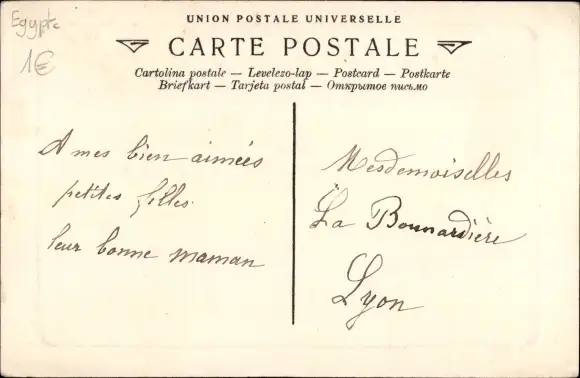 Egypte
1€
UNION POSTALE UNIVERSELLE
CARTE POSTALE
Cartolina postale — Levelezo-lap — Postcard — Postkarte
Briefkart — Tarjeta postal — Открытое письмо
A mes bien aimées
petites filles
leur bonne maman
Mesdemoiselles
La Bonnardière
Lyon